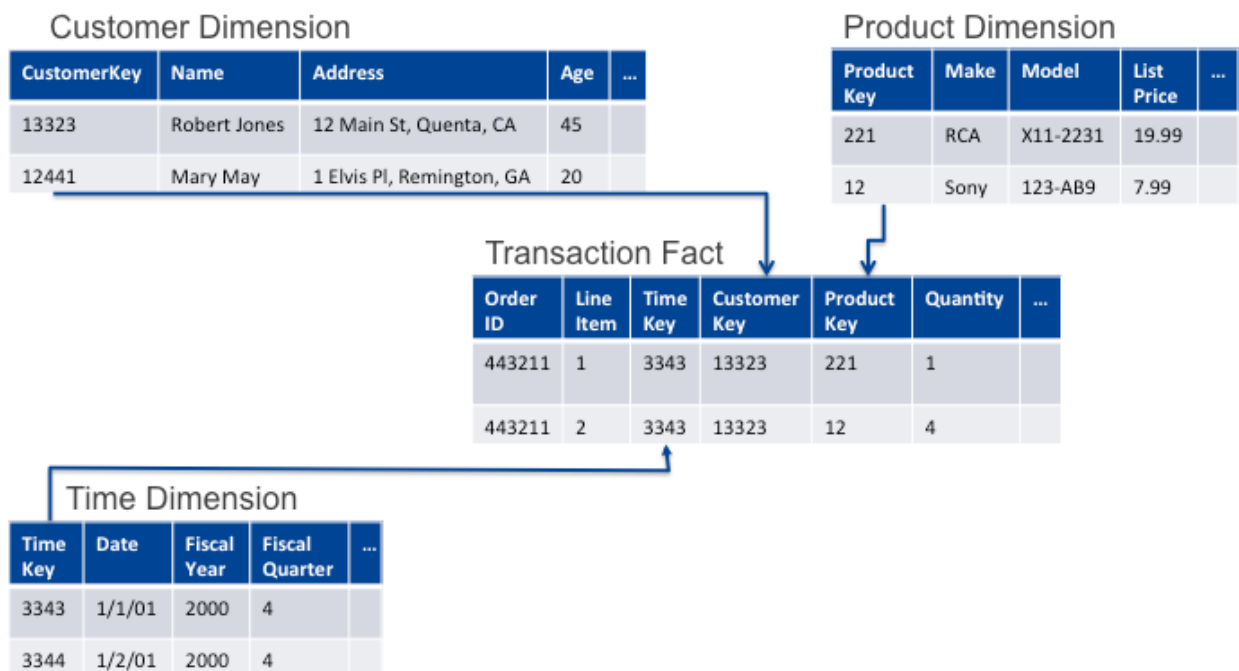 Customer Dimension
CustomerKey Name Address Age ...
13323 Robert Jones 12 Main St, Quenta, CA 45
12441 Mary May 1 Elvis Pl, Remington, GA 20
Product Dimension
Product Key Make Model List Price ...
221 RCA X11-2231 19.99
12 Sony 123-AB9 7.99
Transaction Fact
Order ID Line Item Time Key Customer Key Product Key Quantity ...
443211 1 3343 13323 221 1
443211 2 3343 13323 12 4
Time Dimension
Time Key Date Fiscal Year Fiscal Quarter ...
3343 1/1/01 2000 4
3344 1/2/01 2000 4